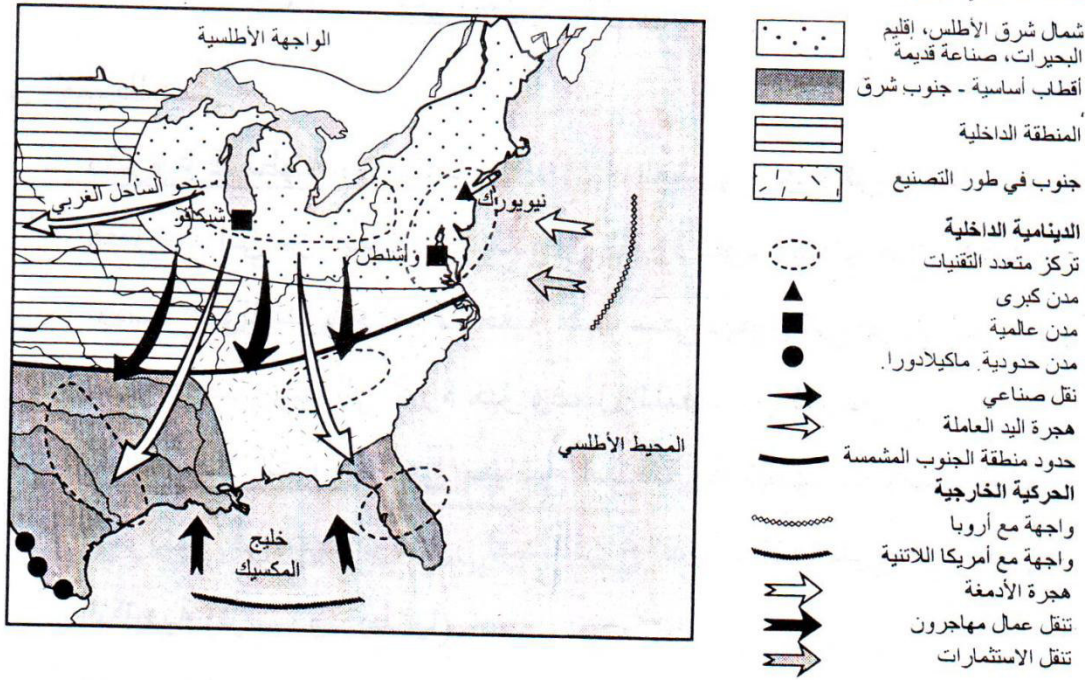 الواجهة الأطلسية
نحو الساحل الغربي
شيكاغو
نيويورك
واشنطن
المحيط الأطلسي
خليج
المكسيك
شمال شرق الأطلس، إقليم
البحيرات، صناعة قديمة
أقطاب أساسية - جنوب شرق
المنطقة الداخلية
جنوب في طور التصنيع
الدينامية الداخلية
تركز متعدد التقنيات
مدن كبرى
مدن عالمية
مدن حدودية. ماكيلادورا.
نقل صناعي
هجرة اليد العاملة
حدود منطقة الجنوب المشمسة
الحركية الخارجية
واجهة مع أروبا
واجهة مع أمريكا اللاتنية
هجرة الأدمغة
تنقل عمال مهاجرون
تنقل الاستثمارات